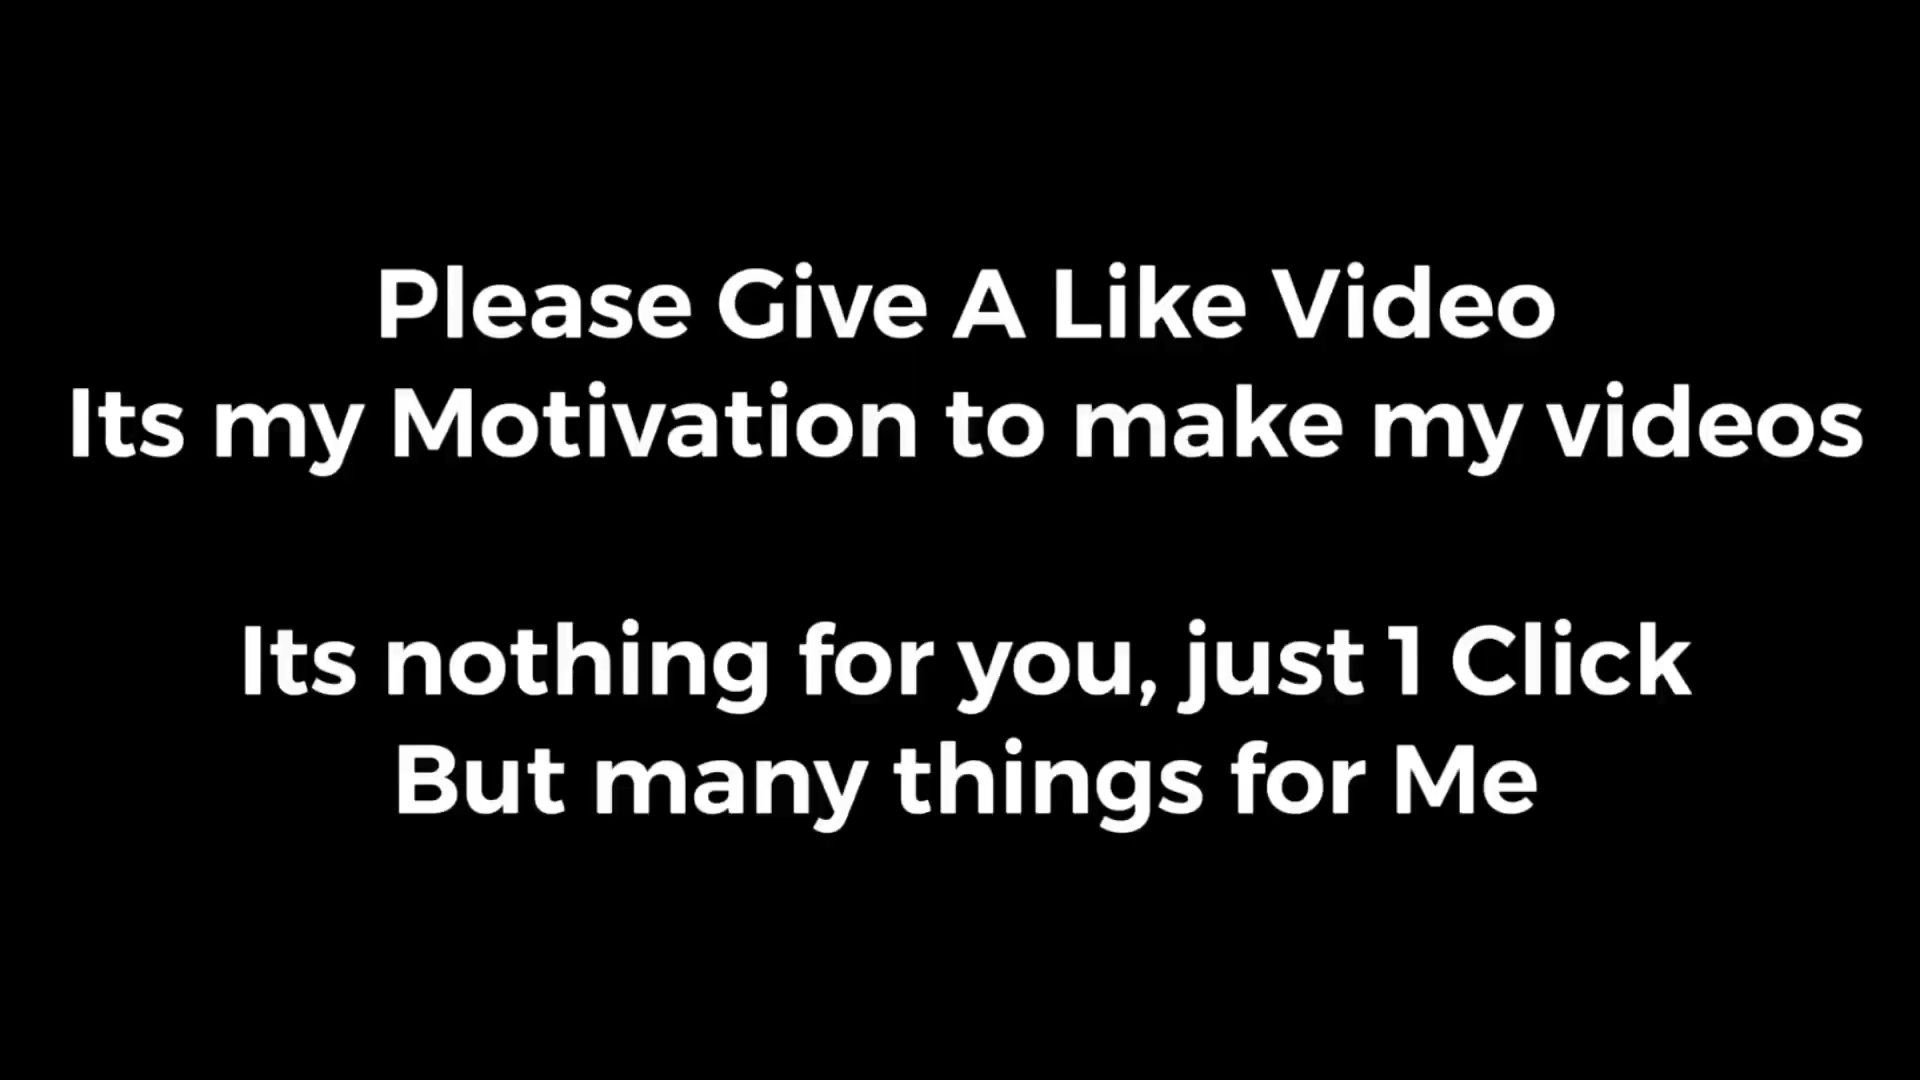 Please Give A Like Video
Its my Motivation to make my videos
Its nothing for you, just 1 Click
But many things for Me